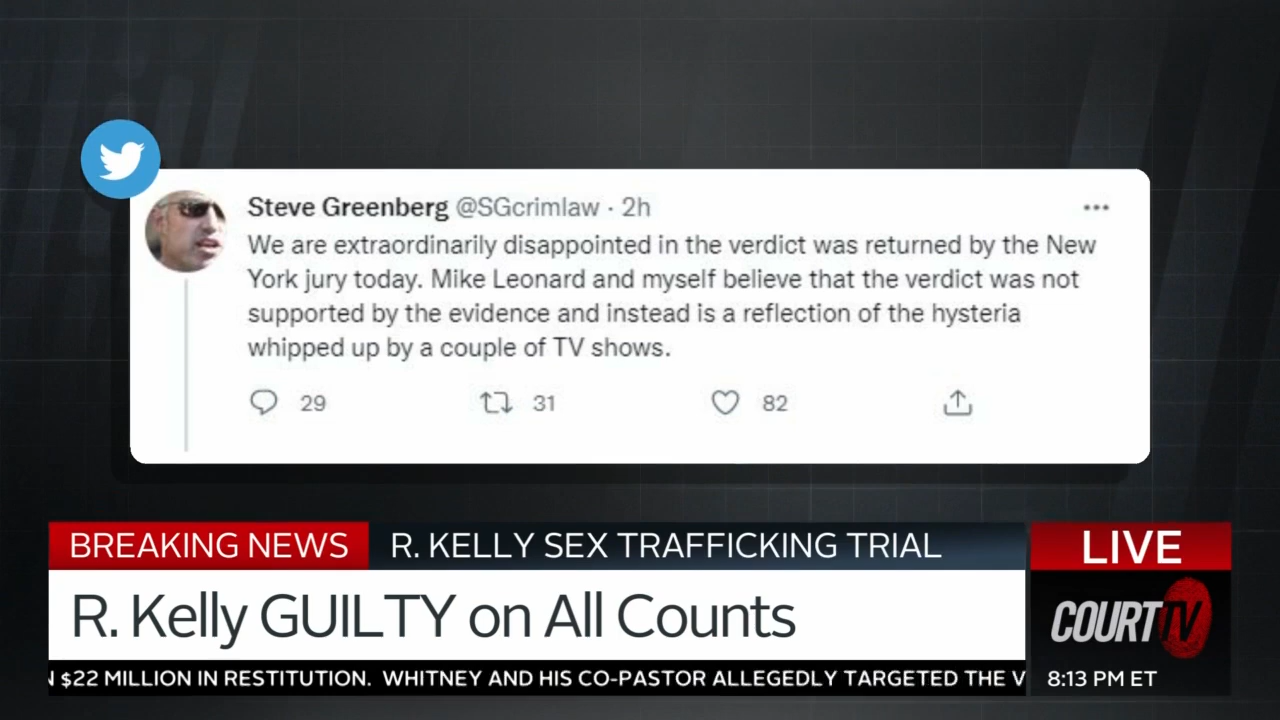 Steve Greenberg @SGcrimlaw · 2h
We are extraordinarily disappointed in the verdict was returned by the New
York jury today. Mike Leonard and myself believe that the verdict was not
supported by the evidence and instead is a reflection of the hysteria
whipped up by a couple of TV shows.
29 31 82
BREAKING NEWS R. KELLY SEX TRAFFICKING TRIAL LIVE
R. Kelly GUILTY on All Counts
COURT TV
$22 MILLION IN RESTITUTION. WHITNEY AND HIS CO-PASTOR ALLEGEDLY TARGETED THE
8:13 PM ET